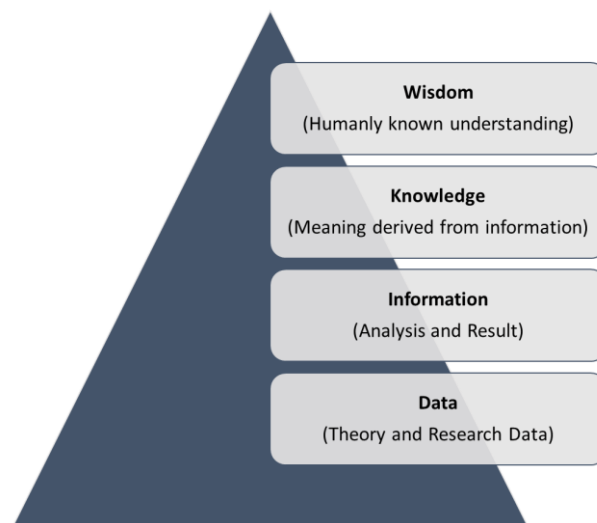 Wisdom
(Humanly known understanding)
Knowledge
(Meaning derived from information)
Information
(Analysis and Result)
Data
(Theory and Research Data)